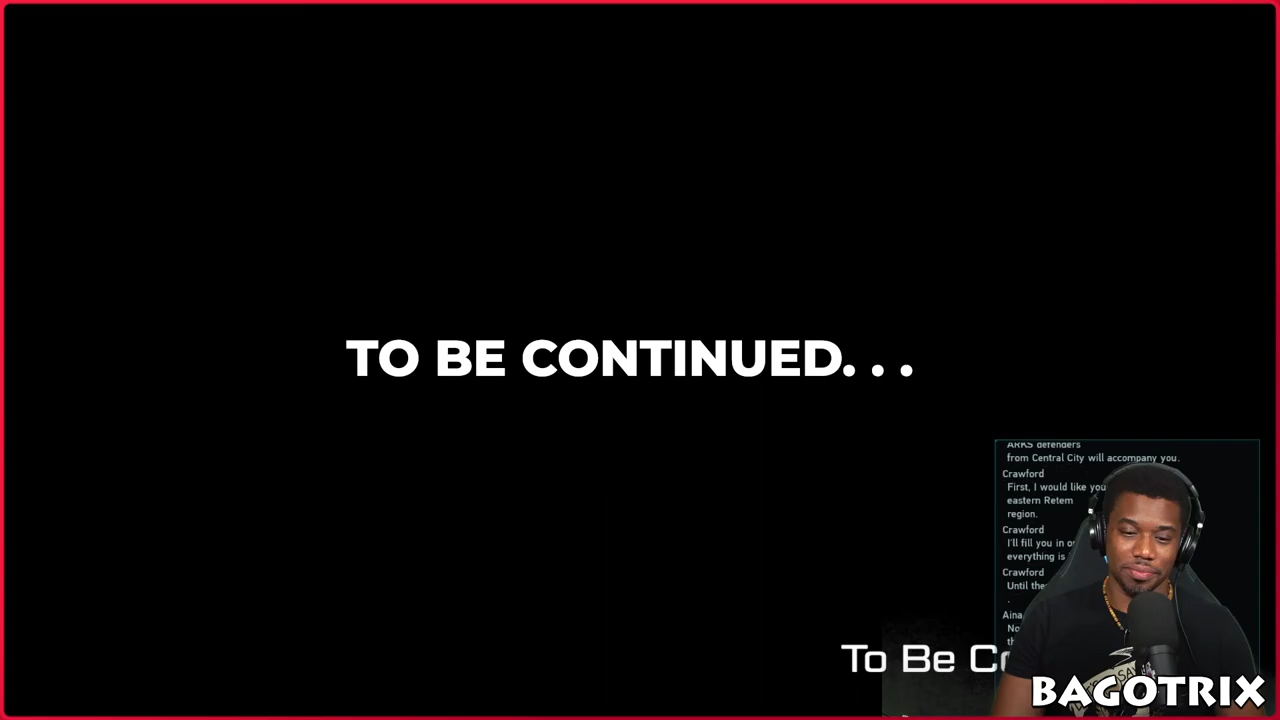 TO BE CONTINUED. . .
ARKS defenders
from Central City will accompany you.
Crawford
First, I would like you
eastern Retem
region.
Crawford
I'll fill you in
everything is
Crawford
Until
.
Aina
To Be
BAGOTRIX